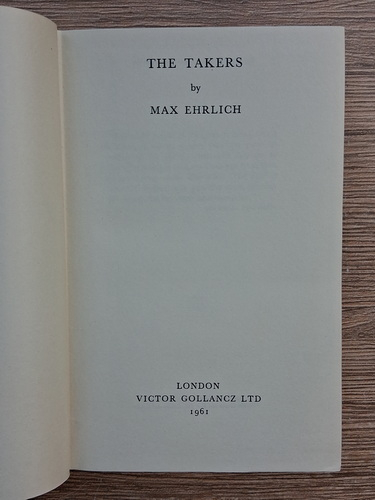 THE TAKERS
by
MAX EHRLICH
LONDON
VICTOR GOLLANCZ LTD
1961